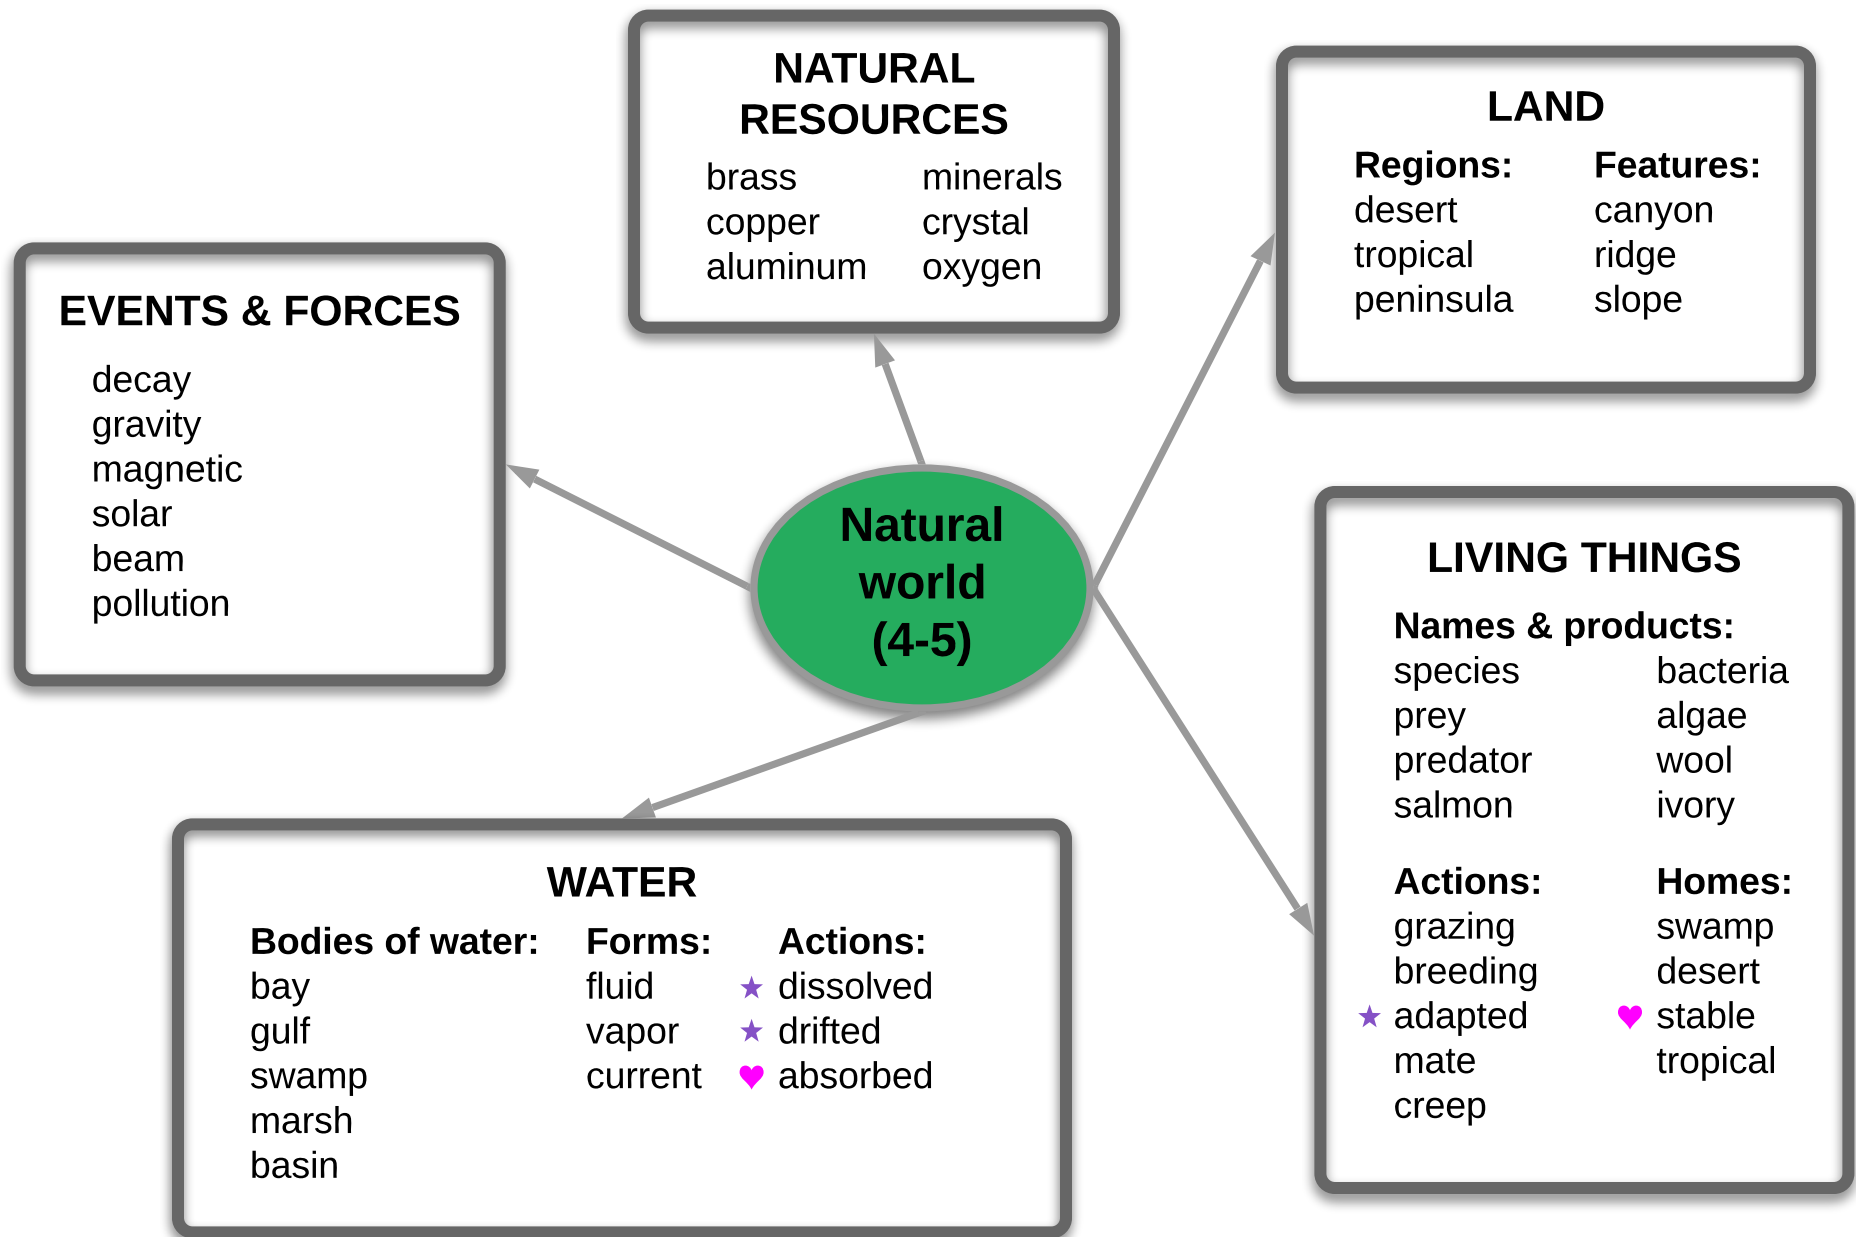 NATURAL
RESOURCES
brass minerals
copper crystal
aluminum oxygen
LAND
Regions: Features:
desert canyon
tropical ridge
peninsula slope
EVENTS & FORCES
decay
gravity
magnetic
solar
beam
pollution
Natural
world
(4-5)
LIVING THINGS
Names & products:
species bacteria
prey algae
predator wool
salmon ivory
Actions: Homes:
grazing swamp
breeding desert
★ adapted ♥ stable
mate tropical
creep
WATER
Bodies of water: Forms: Actions:
bay fluid ★ dissolved
gulf vapor ★ drifted
swamp current ♥ absorbed
marsh
basin